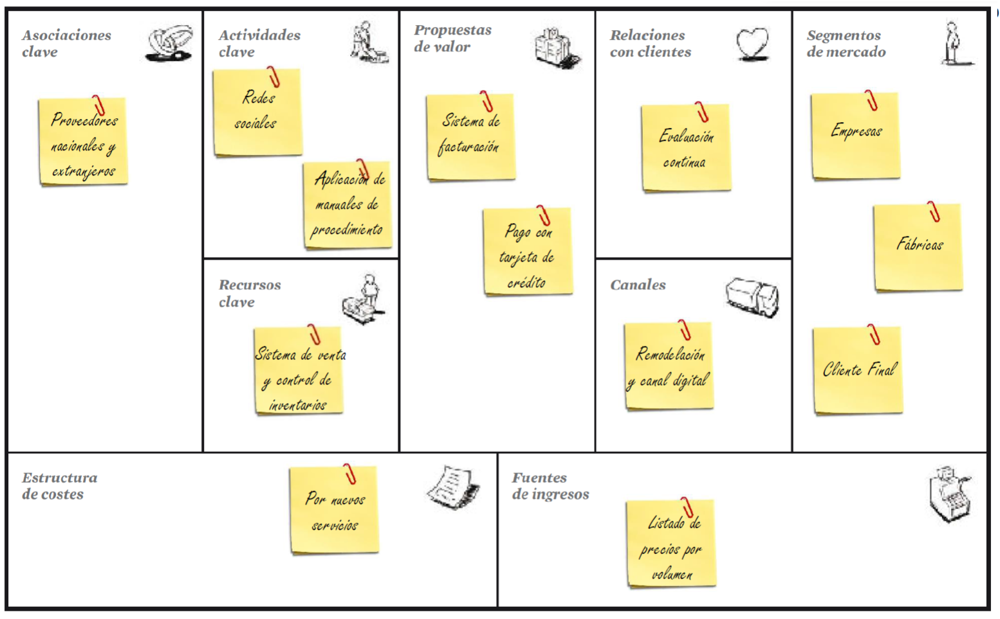 Asociaciones
clave
Proveedores
nacionales y
extranjeros
Actividades
clave
Redes
sociales
Aplicación de
manuales de
procedimiento
Recursos
clave
Sistema de venta
y control de
inventarios
Propuestas
de valor
Sistema de
facturación
Pago con
tarjeta de
crédito
Relaciones
con clientes
Evaluación
continua
Canales
Remodelación
y canal digital
Segmentos
de mercado
Empresas
Fábricas
Cliente Final
Estructura
de costes
Por nuevos
servicios
Fuentes
de ingresos
Listado de
precios por
volumen